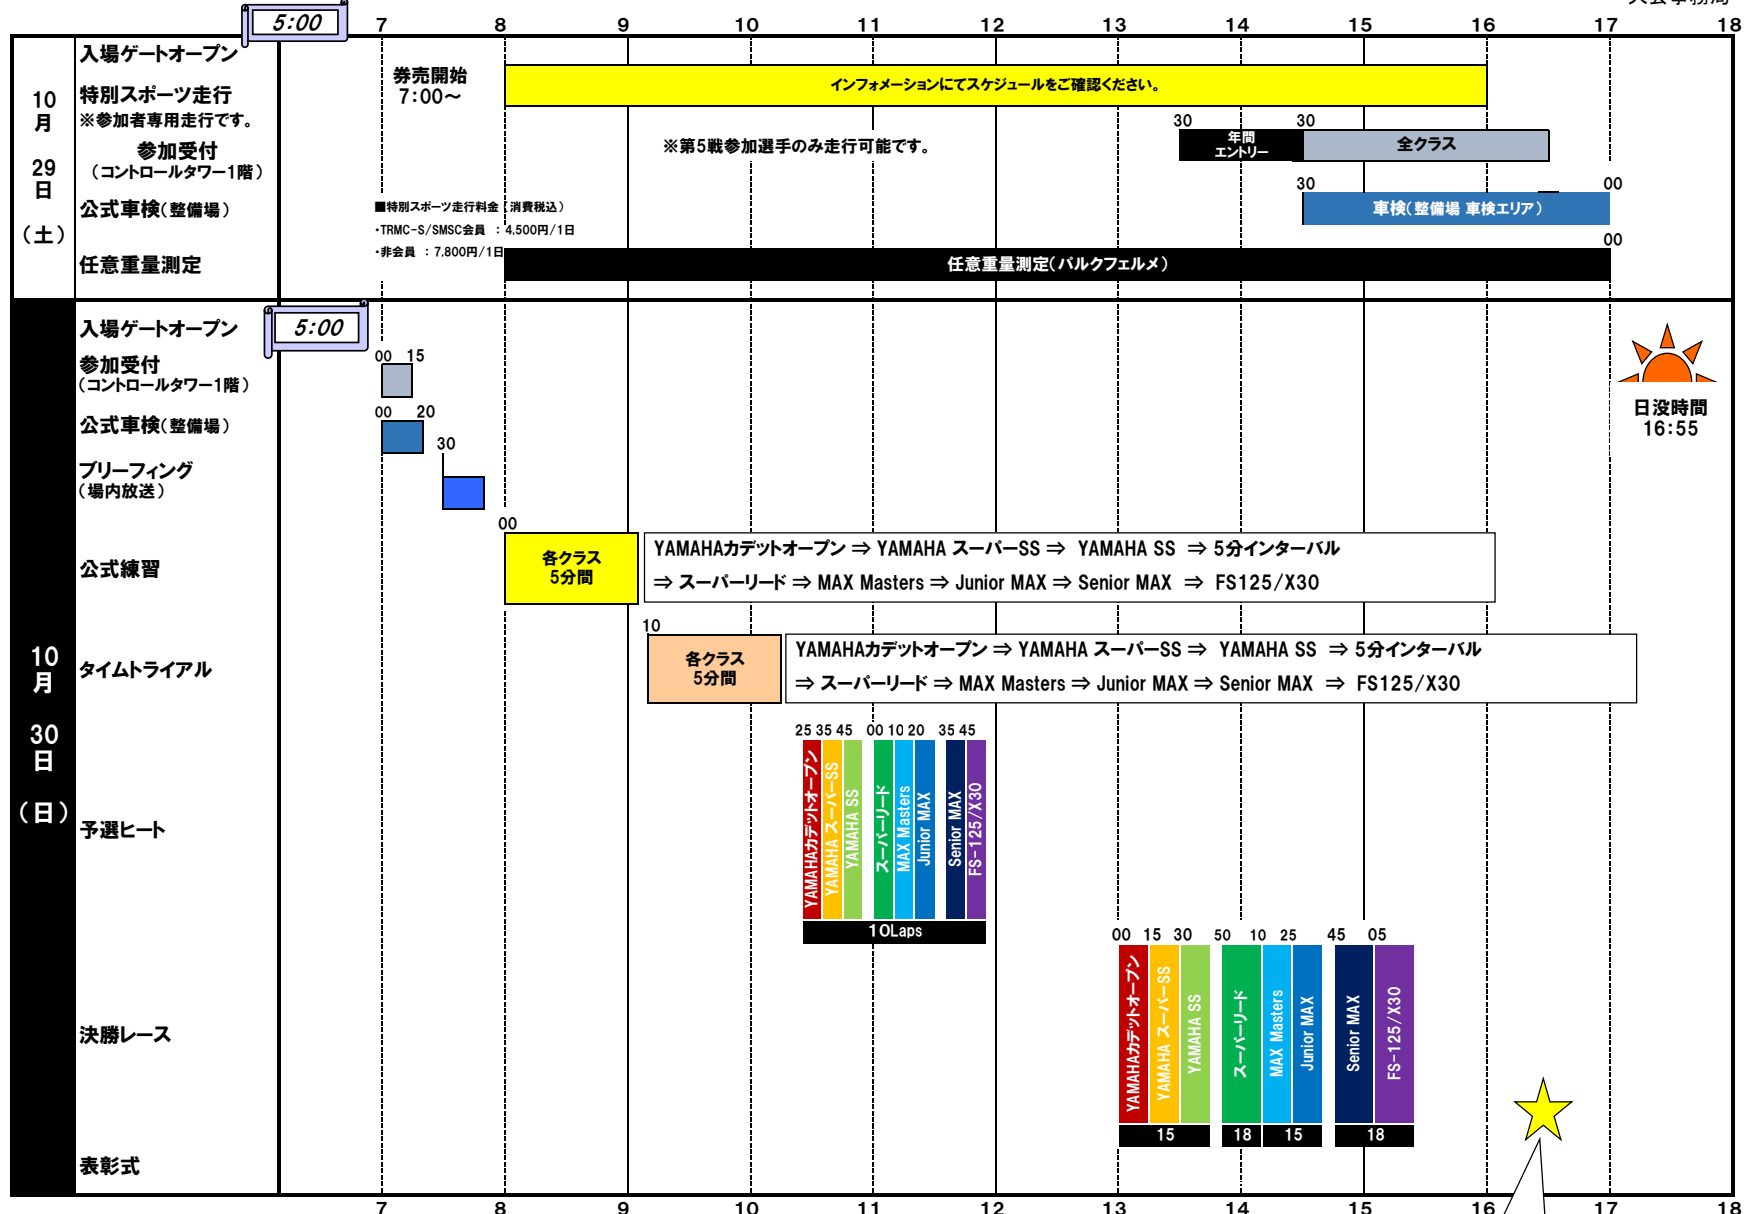 5:00
7 8 9 10 11 12 13 14 15 16 17 18
10
月
29
日
(土)
入場ゲートオープン
特別スポーツ走行
※参加者専用走行です。
参加受付
(コントロールタワー1階)
公式車検(整備場)
任意重量測定
券売開始
7:00~
インフォメーションにてスケジュールをご確認ください。
※第5戦参加選手のみ走行可能です。
30 30
年間
エントリー
全クラス
30 00
車検(整備場 車検エリア)
■特別スポーツ走行料金(消費税込)
・TRMC-S/SMSC会員 : 4,500円/1日
・非会員 : 7,800円/1日
00
任意重量測定(パルクフェルメ)
10
月
30
日
(日)
入場ゲートオープン
5:00
参加受付
(コントロールタワー1階)
00 15
公式車検(整備場)
00 20
ブリーフィング
(場内放送)
30
日没時間
16:55
公式練習
00
各クラス
5分間
YAMAHAカデットオープン ⇒ YAMAHA スーパーSS ⇒ YAMAHA SS ⇒ 5分インターバル
⇒ スーパーリード ⇒ MAX Masters ⇒ Junior MAX ⇒ Senior MAX ⇒ FS125/X30
タイムトライアル
10
各クラス
5分間
YAMAHAカデットオープン ⇒ YAMAHA スーパーSS ⇒ YAMAHA SS ⇒ 5分インターバル
⇒ スーパーリード ⇒ MAX Masters ⇒ Junior MAX ⇒ Senior MAX ⇒ FS125/X30
予選ヒート
25 35 45 00 10 20 35 45
YAMAHAカデットオープン
YAMAHA スーパーSS
YAMAHA SS
スーパーリード
MAX Masters
Junior MAX
Senior MAX
FS-125/X30
10Laps
決勝レース
00 15 30 50 10 25 45 05
YAMAHAカデットオープン
YAMAHA スーパーSS
YAMAHA SS
スーパーリード
MAX Masters
Junior MAX
Senior MAX
FS-125/X30
15 18 15 18
表彰式
7 8 9 10 11 12 13 14 15 16 17 18